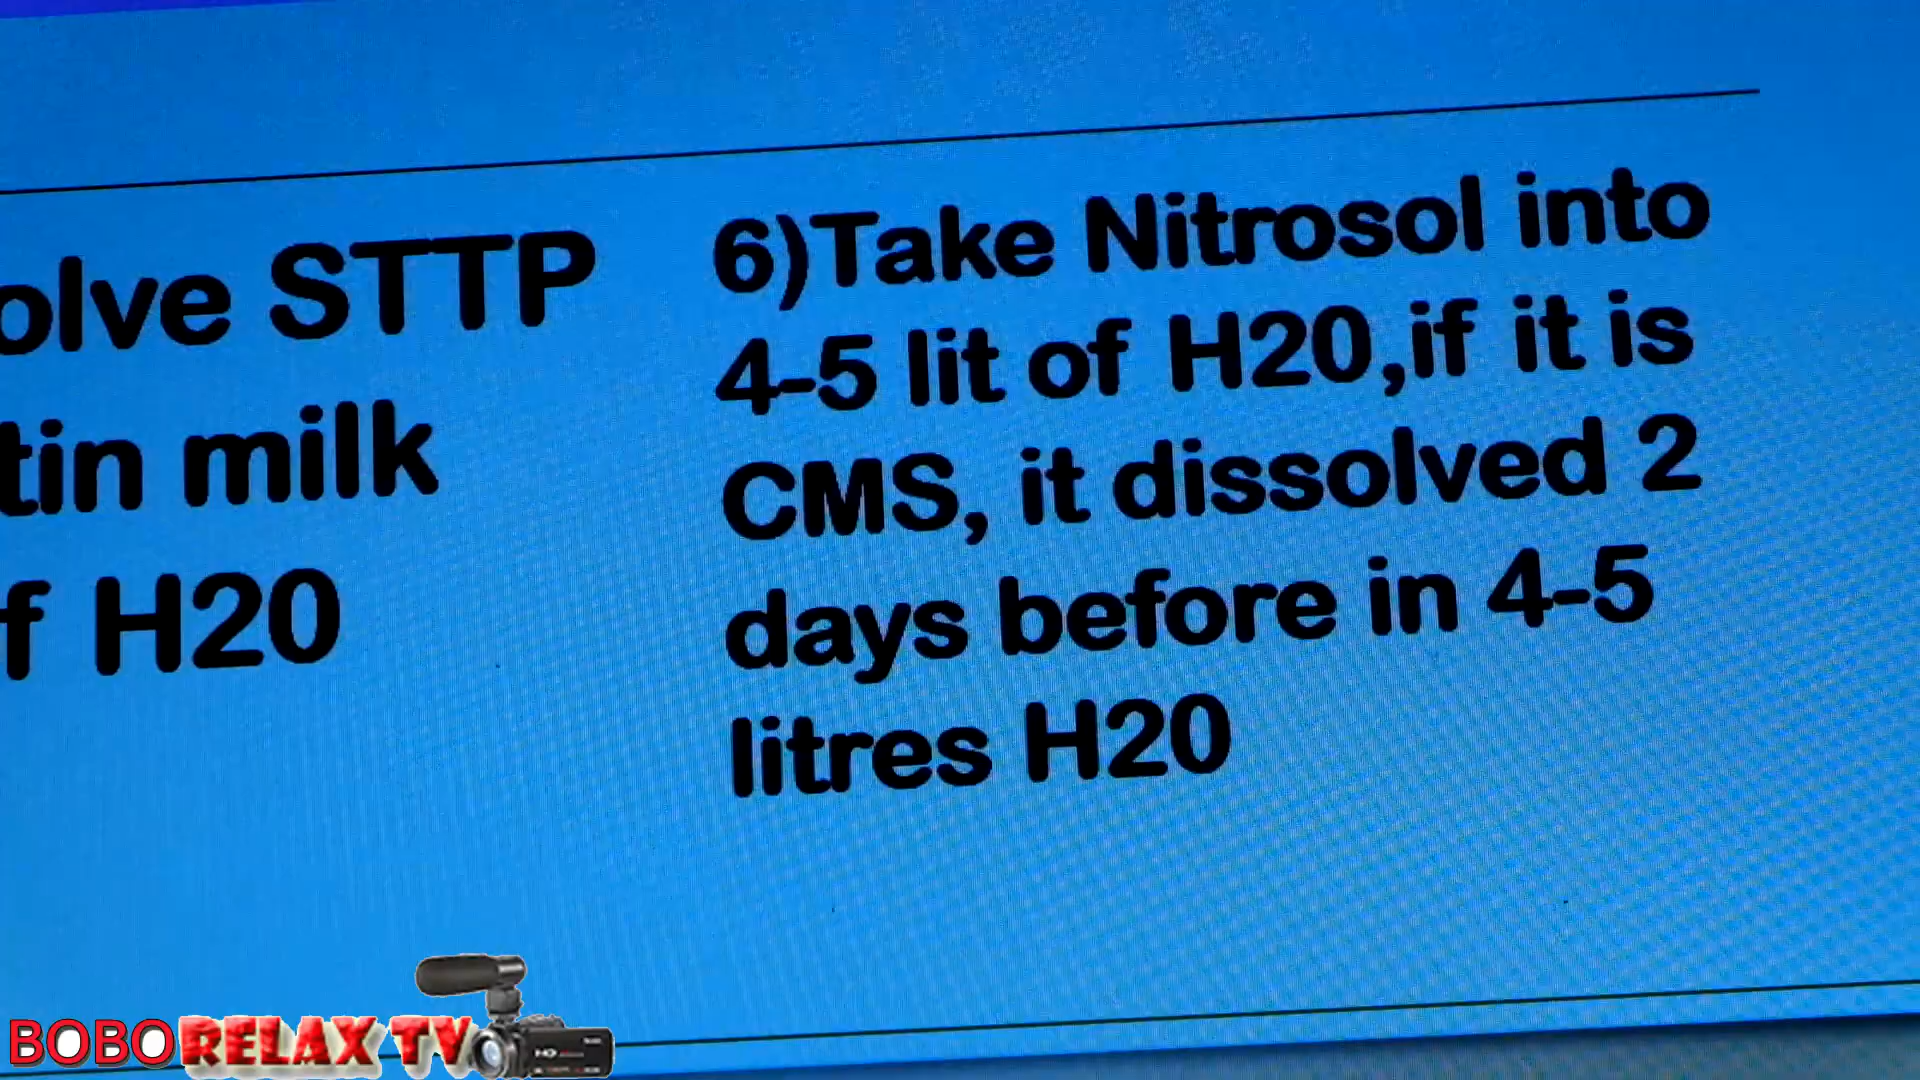 olve STTP
tin milk
f H20
6)Take Nitrosol into
4-5 lit of H20,if it is
CMS, it dissolved 2
days before in 4-5
litres H20
BOBO RELAX TV
HD